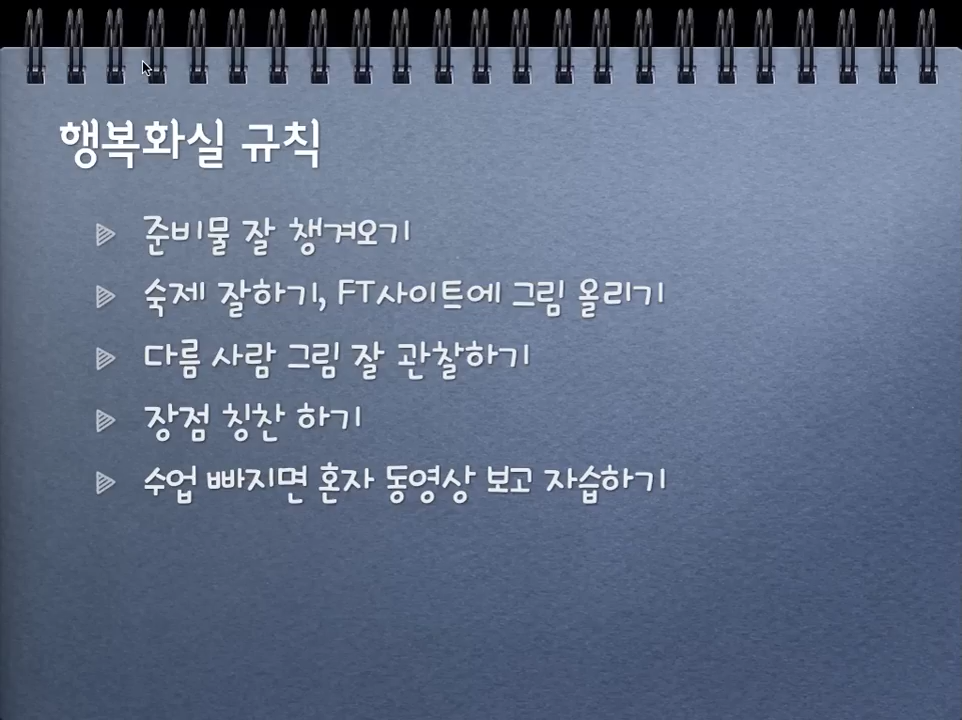 행복화실 규칙
준비물 잘 챙겨오기
숙제 잘하기, FT사이트에 그림 올리기
다름 사람 그림 잘 관찰하기
장점 칭찬 하기
수업 빠지면 혼자 동영상 보고 자습하기